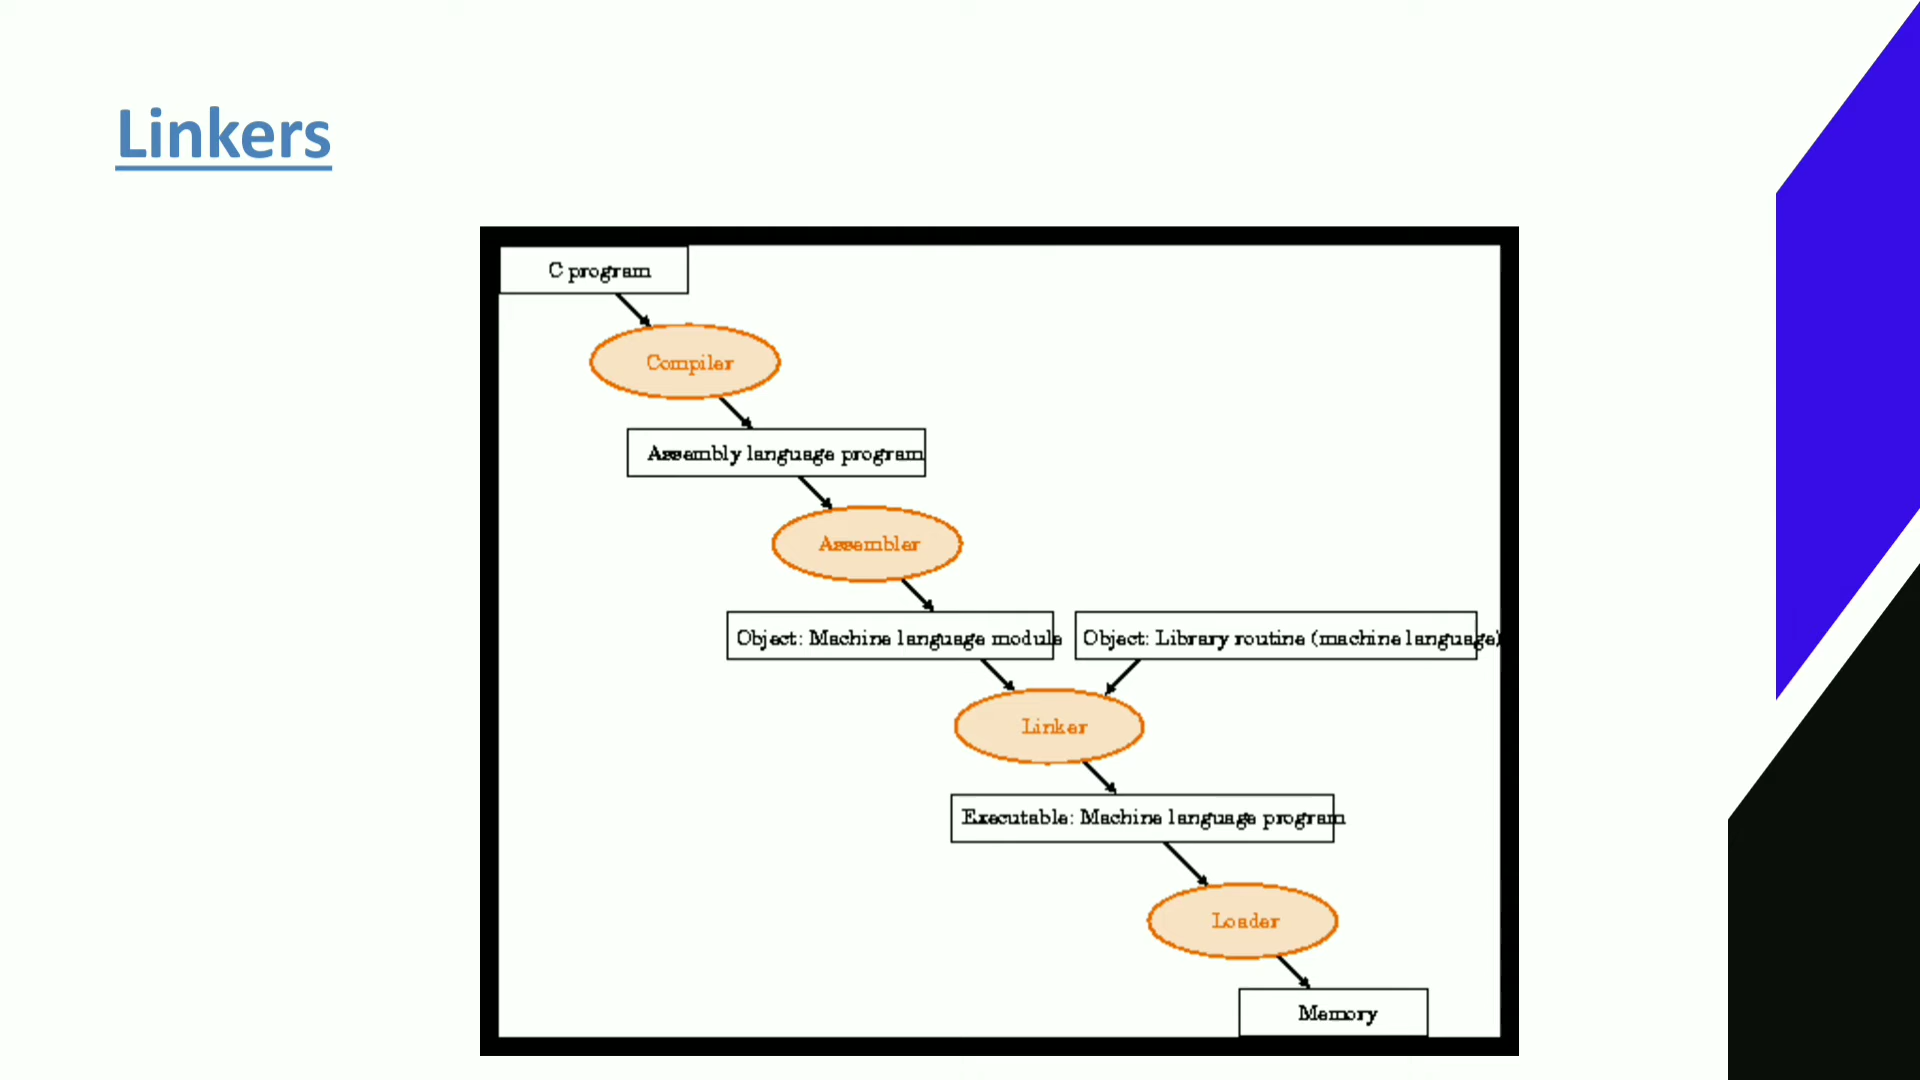 Linkers
C program
Compiler
Assembly language program
Assembler
Object: Machine language module
Object: Library routine (machine language)
Linker
Executable: Machine language program
Loader
Memory